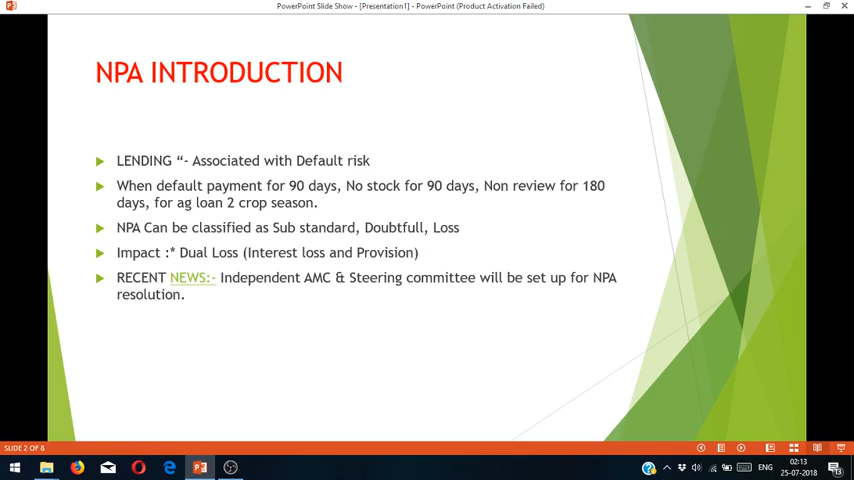 PowerPoint Slide Show - [Presentation1] - PowerPoint (Product Activation Failed)
NPA INTRODUCTION
LENDING “- Associated with Default risk
When default payment for 90 days, No stock for 90 days, Non review for 180
days, for ag loan 2 crop season.
NPA Can be classified as Sub standard, Doubtfull, Loss
Impact :* Dual Loss (Interest loss and Provision)
RECENT NEWS:- Independent AMC & Steering committee will be set up for NPA
resolution.
SLIDE 2 OF 8
ENG
02:13
25-07-2018
13